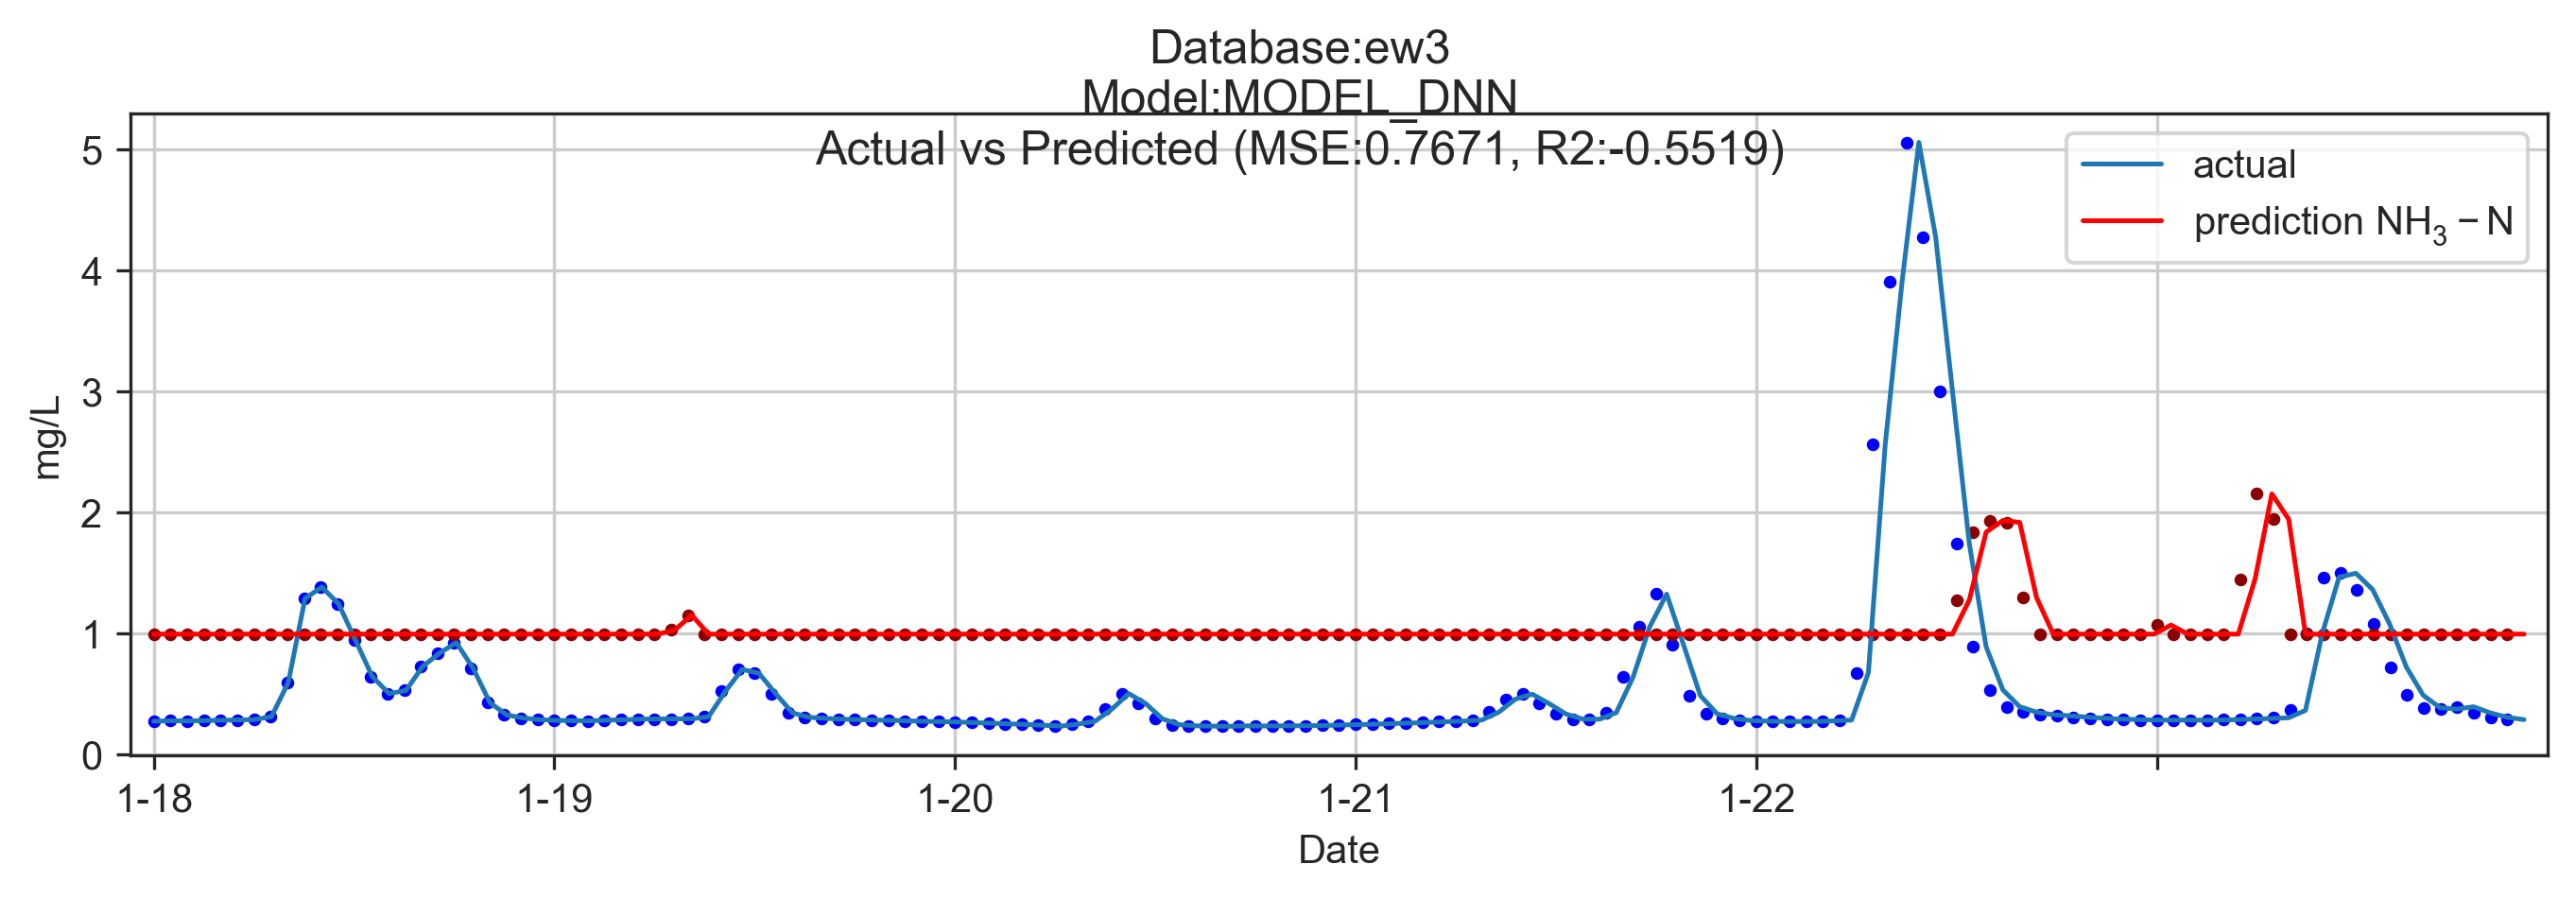 Database:ew3
Model:MODEL_DNN
Actual vs Predicted (MSE:0.7671, R2:-0.5519)
actual
prediction NH₃ − N
mg/L
5
4
3
2
1
0
1-18 1-19 1-20 1-21 1-22
Date